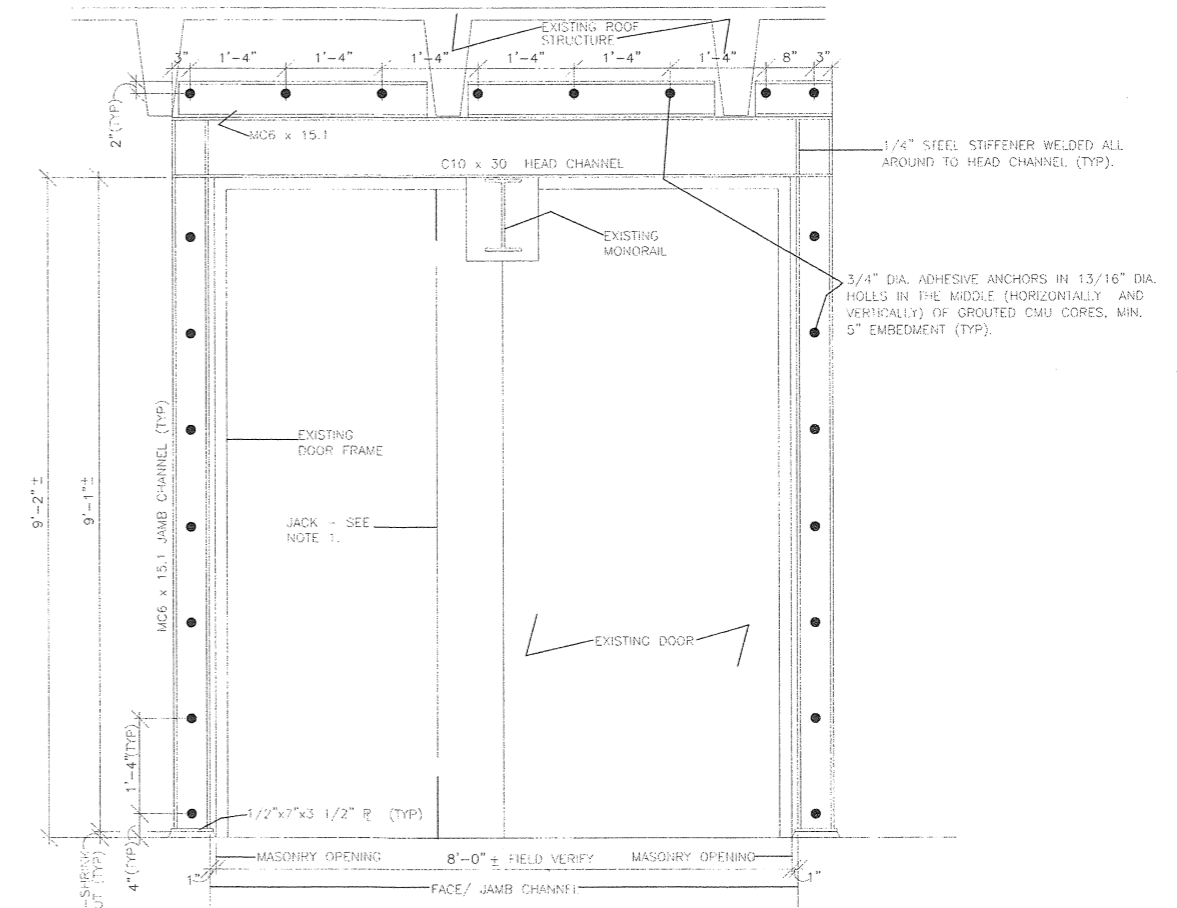 EXISTING ROOF
STRUCTURE
3"
1'-4"
1'-4"
1'-4"
1'-4"
1'-4"
1'-4"
8"
3"
2"(TYP)
MC6 x 15.1
C10 x 30 HEAD CHANNEL
1/4" STEEL STIFFENER WELDED ALL
AROUND TO HEAD CHANNEL (TYP).
EXISTING
MONORAIL
3/4" DIA. ADHESIVE ANCHORS IN 13/16" DIA.
HOLLS IN THE MIDDLE (HORIZONTALLY AND
VERTICALLY) OF GROUTED CMU CORES, MIN.
5" EMBEDMENT (TYP).
MC6 x 15.1 JAMB CHANNEL (TYP)
EXISTING
DOOR FRAME
9'-2" ±
9'-1" ±
JACK - SEE
NOTE 1.
EXISTING DOOR
1'-4"(TYP)
1/2"x7"x3 1/2" PL (TYP)
4"(TYP)
-SHRINK
UT (TYP)
MASONRY OPENING
8'-0" ± FIELD VERIFY
MASONRY OPENING
1"
1"
FACE/ JAMB CHANNEL